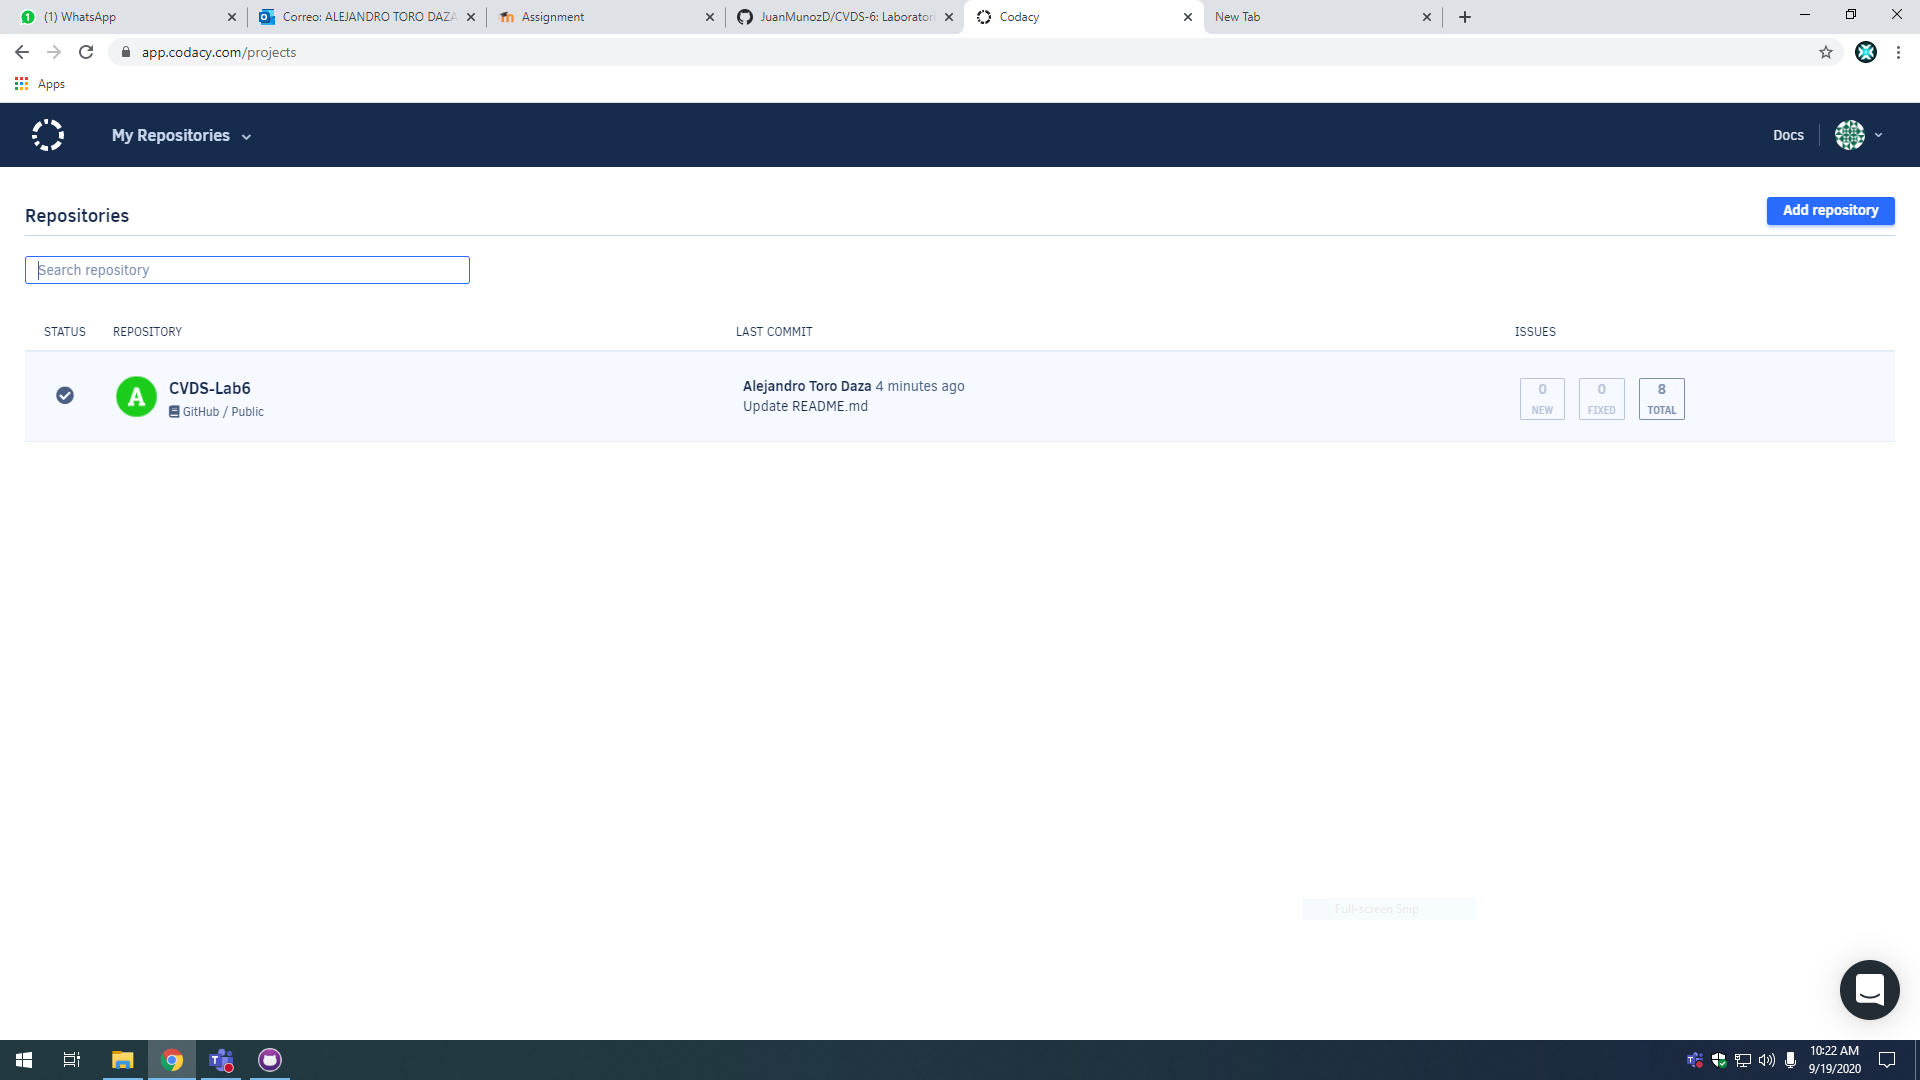 1 (1) WhatsApp
Correo: ALEJANDRO TORO DAZA
Assignment
JuanMunozD/CVDS-6: Laborator
Codacy
New Tab
app.codacy.com/projects
Apps
My Repositories
Docs
Repositories
Add repository
Search repository
STATUS REPOSITORY LAST COMMIT ISSUES
A CVDS-Lab6
GitHub / Public
Alejandro Toro Daza 4 minutes ago
Update README.md
0 NEW
0 FIXED
8 TOTAL
Full-screen Snip
10:22 AM
9/19/2020